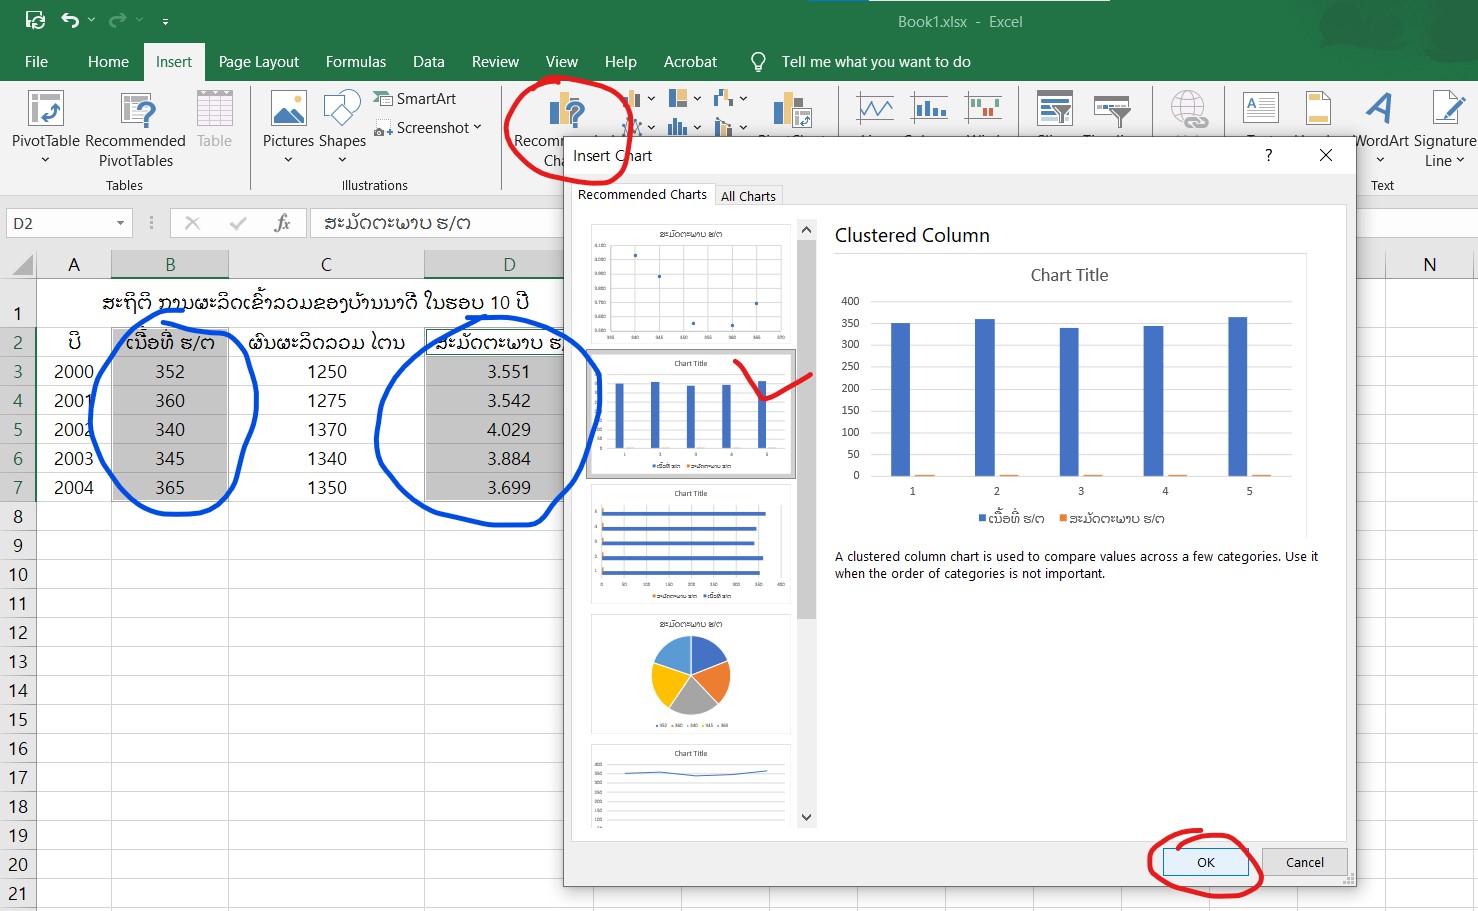 Book1.xlsx - Excel
File Home Insert Page Layout Formulas Data Review View Help Acrobat Tell me what you want to do
PivotTable Recommended PivotTables Table
Pictures Shapes SmartArt
Screenshot
WordArt Signature Line
Tables Illustrations Text
D2 fx ສະມັດຕະພາບ ຮ/ຕ
A B C D N
1 ສະຖິຕິ ການຜະລິດເຂົ້າລວມຂອງບ້ານນາດີ ໃນຮອບ 10 ປີ
2 ປີ ເນື້ອທີ່ ຮ/ຕ ຜົນຜະລິດລວມ ໂຕນ ສະມັດຕະພາບ
3 2000 352 1250 3.551
4 2001 360 1275 3.542
5 2002 340 1370 4.029
6 2003 345 1340 3.884
7 2004 365 1350 3.699
8
9
10
11
12
13
14
15
16
17
18
19
20
21
Insert Chart ?
Recommended Charts All Charts
ສະມັດຕະພາບ ຮ/ຕ
Chart Title
Chart Title
ສະມັດຕະພາບ ຮ/ຕ
Chart Title
Clustered Column
Chart Title
400
350
300
250
200
150
100
50
0
1 2 3 4 5
ເນື້ອທີ່ ຮ/ຕ ສະມັດຕະພາບ ຮ/ຕ
A clustered column chart is used to compare values across a few categories. Use it
when the order of categories is not important.
OK Cancel